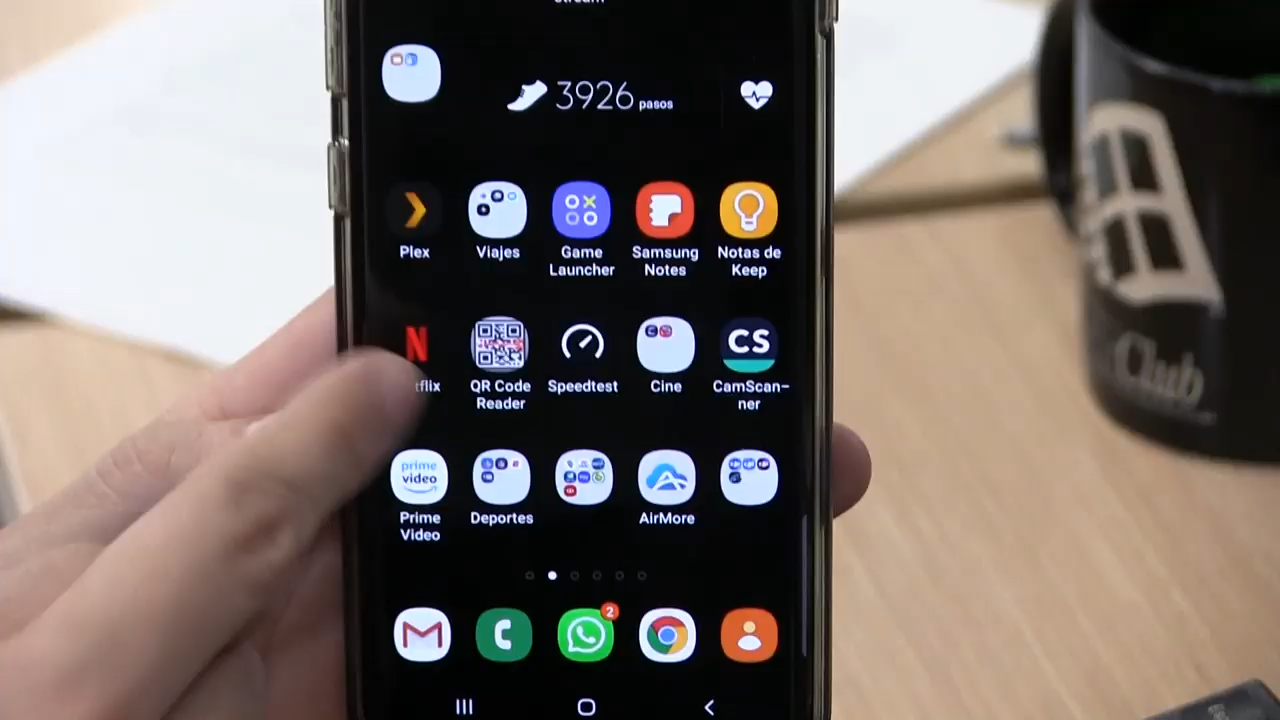 3926 pasos
Plex
Viajes
Game
Launcher
Samsung
Notes
Notas de
Keep
N
CS
tflix
QR Code
Reader
Speedtest
Cine
CamScan-
ner
prime
video
Prime
Video
Deportes
AirMore
2
Club